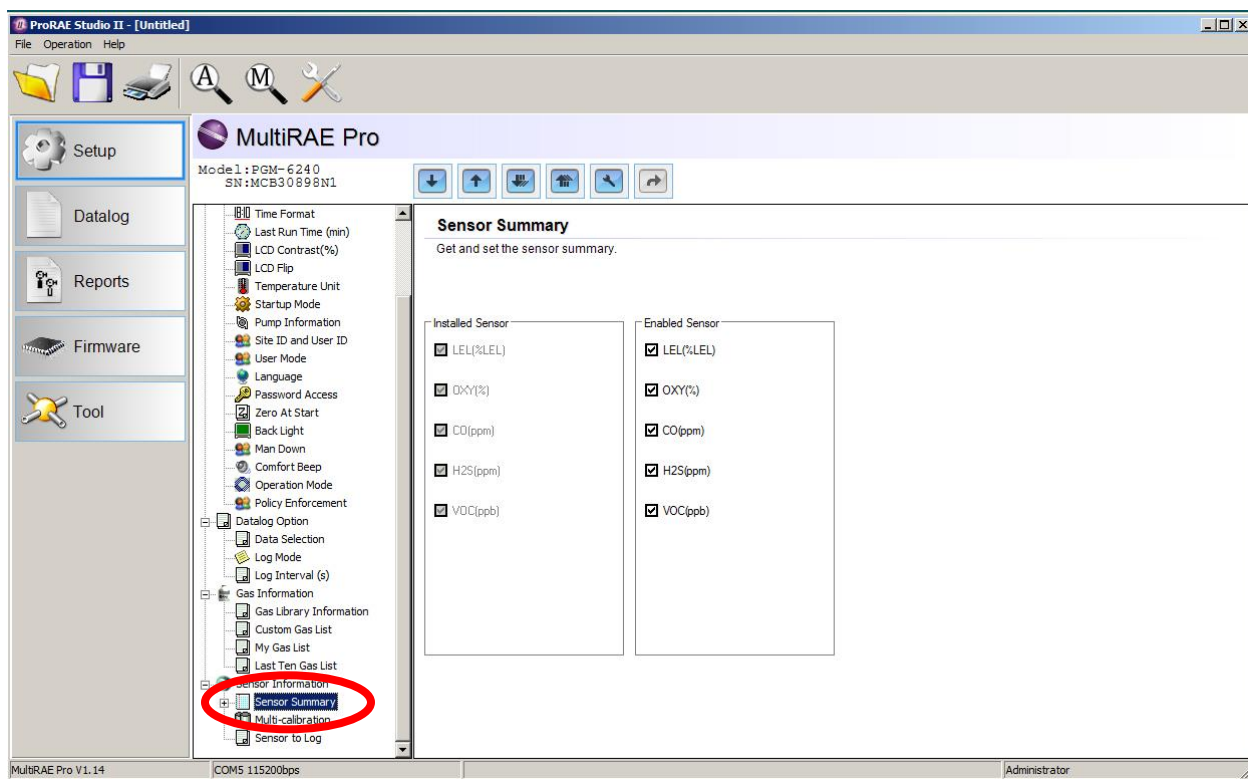 ProRAE Studio II - [Untitled]
File Operation Help
A M
Setup
Datalog
Reports
Firmware
Tool
MultiRAE Pro
Model:PGM-6240
SN:MCB30898N1
Time Format
Last Run Time (min)
LCD Contrast(%)
LCD Flip
Temperature Unit
Startup Mode
Pump Information
Site ID and User ID
User Mode
Language
Password Access
Zero At Start
Back Light
Man Down
Comfort Beep
Operation Mode
Policy Enforcement
Datalog Option
Data Selection
Log Mode
Log Interval (s)
Gas Information
Gas Library Information
Custom Gas List
My Gas List
Last Ten Gas List
Sensor Information
Sensor Summary
Multi-calibration
Sensor to Log
Sensor Summary
Get and set the sensor summary.
Installed Sensor
LEL(%LEL)
OXY(%)
CO(ppm)
H2S(ppm)
VOC(ppb)
Enabled Sensor
LEL(%LEL)
OXY(%)
CO(ppm)
H2S(ppm)
VOC(ppb)
MultiRAE Pro V1.14
COM5 115200bps
Administrator